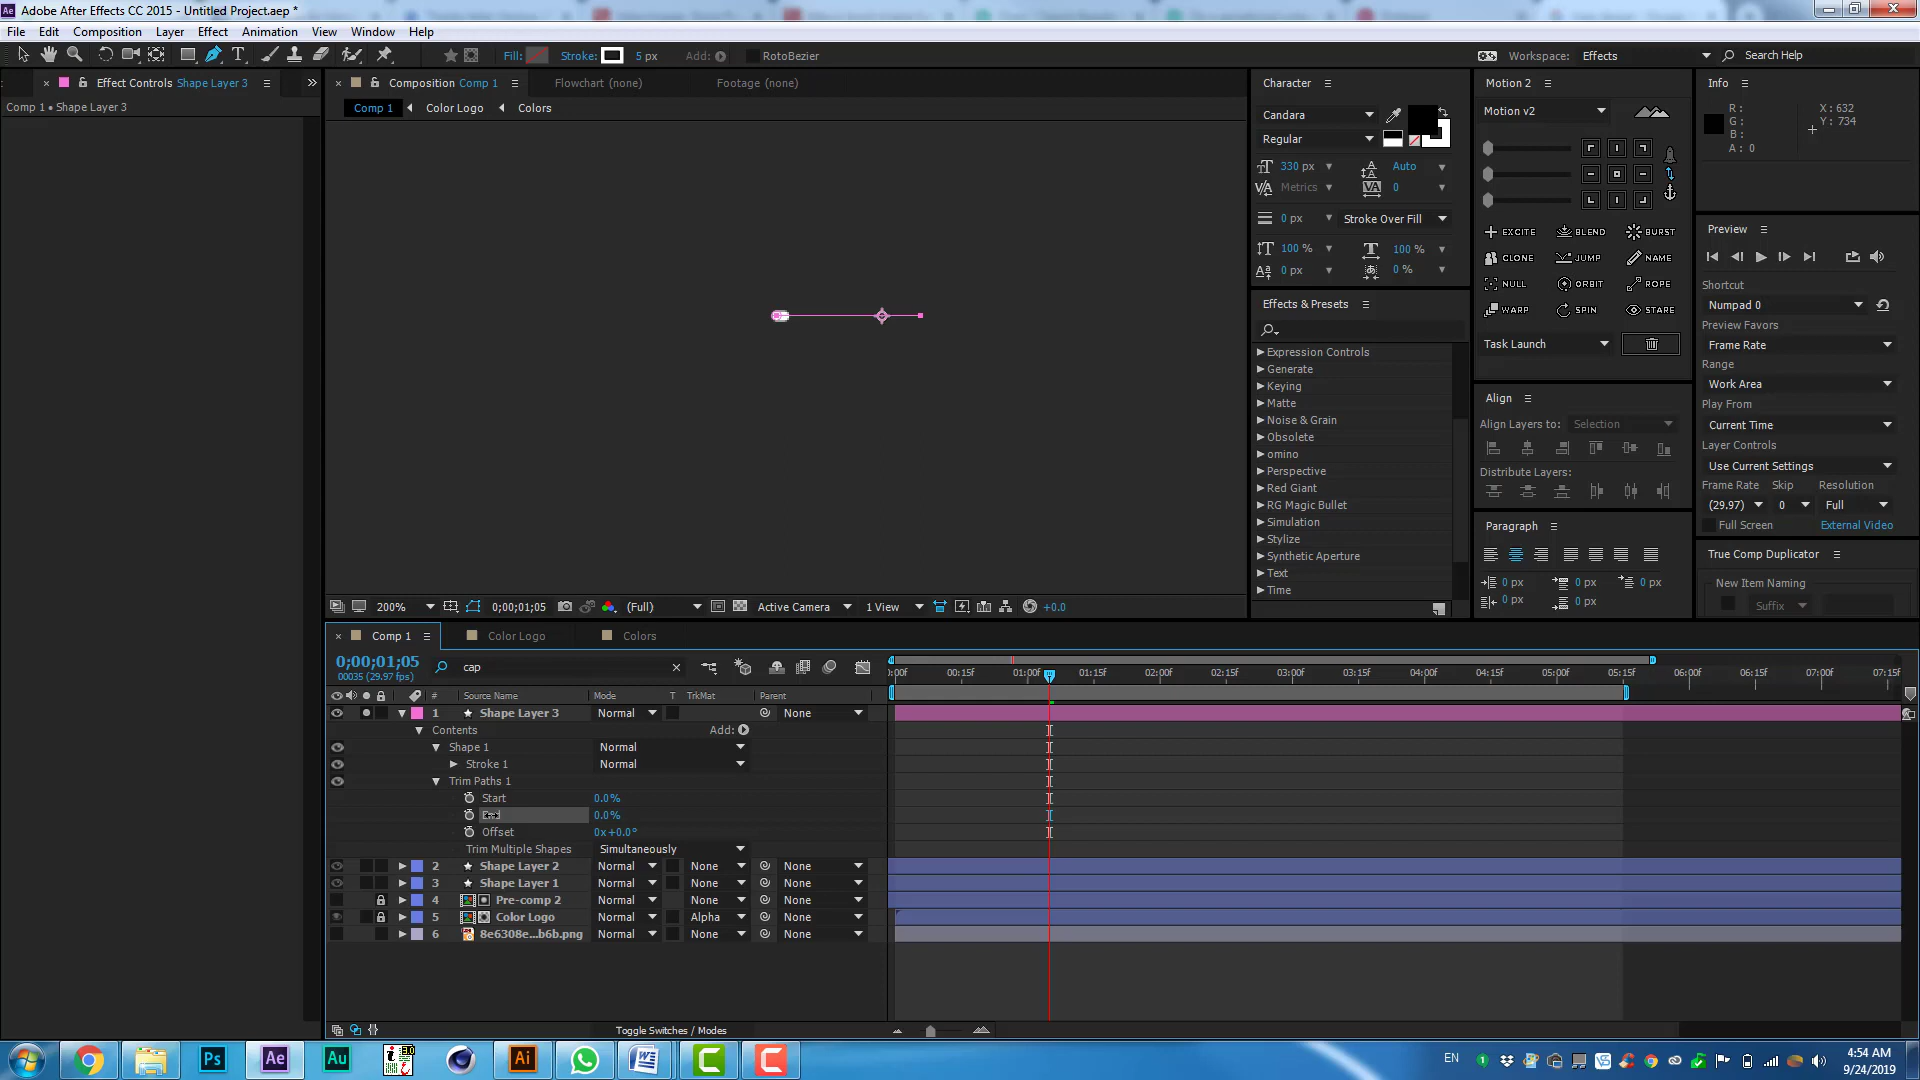 Adobe After Effects CC 2015 - Untitled Project.aep *
File Edit Composition Layer Effect Animation View Window Help
Fill: Stroke: 5 px Add: RotoBezier Workspace: Effects Search Help
Effect Controls Shape Layer 3
Comp 1 • Shape Layer 3
Composition Comp 1 Flowchart (none) Footage (none)
Comp 1 Color Logo Colors
Character
Candara
Regular
330 px Auto
Metrics 0
0 px Stroke Over Fill
100 % 100 %
0 px 0 %
Effects & Presets
Expression Controls
Generate
Keying
Matte
Noise & Grain
Obsolete
omino
Perspective
Red Giant
RG Magic Bullet
Simulation
Stylize
Synthetic Aperture
Text
Time
Motion 2
Motion v2
EXCITE BLEND BURST
CLONE JUMP NAME
NULL ORBIT ROPE
WARP SPIN STARE
Task Launch
Align
Align Layers to: Selection
Distribute Layers:
Paragraph
0 px 0 px 0 px
0 px 0 px
Info
R : X : 632
G : Y : 734
B :
A : 0
Preview
Shortcut
Numpad 0
Preview Favors
Frame Rate
Range
Work Area
Play From
Current Time
Layer Controls
Use Current Settings
Frame Rate Skip Resolution
(29.97) 0 Full
Full Screen External Video
True Comp Duplicator
New Item Naming
Suffix
200% 0;00;01;05 (Full) Active Camera 1 View +0.0
Comp 1 Color Logo Colors
0;00;01;05
00035 (29.97 fps)
cap
:00f 00:15f 01:00f 01:15f 02:00f 02:15f 03:00f 03:15f 04:00f 04:15f 05:00f 05:15f 06:00f 06:15f 07:00f 07:15f
# Source Name Mode T TrkMat Parent
1 Shape Layer 3 Normal None
Contents Add:
Shape 1 Normal
Stroke 1 Normal
Trim Paths 1
Start 0.0%
End 0.0%
Offset 0x+0.0°
Trim Multiple Shapes Simultaneously
2 Shape Layer 2 Normal None None
3 Shape Layer 1 Normal None None
4 Pre-comp 2 Normal None None
5 Color Logo Normal Alpha None
6 8e6308e...b6b.png Normal None None
Toggle Switches / Modes
Ps Ae Au Ai
EN
4:54 AM
9/24/2019